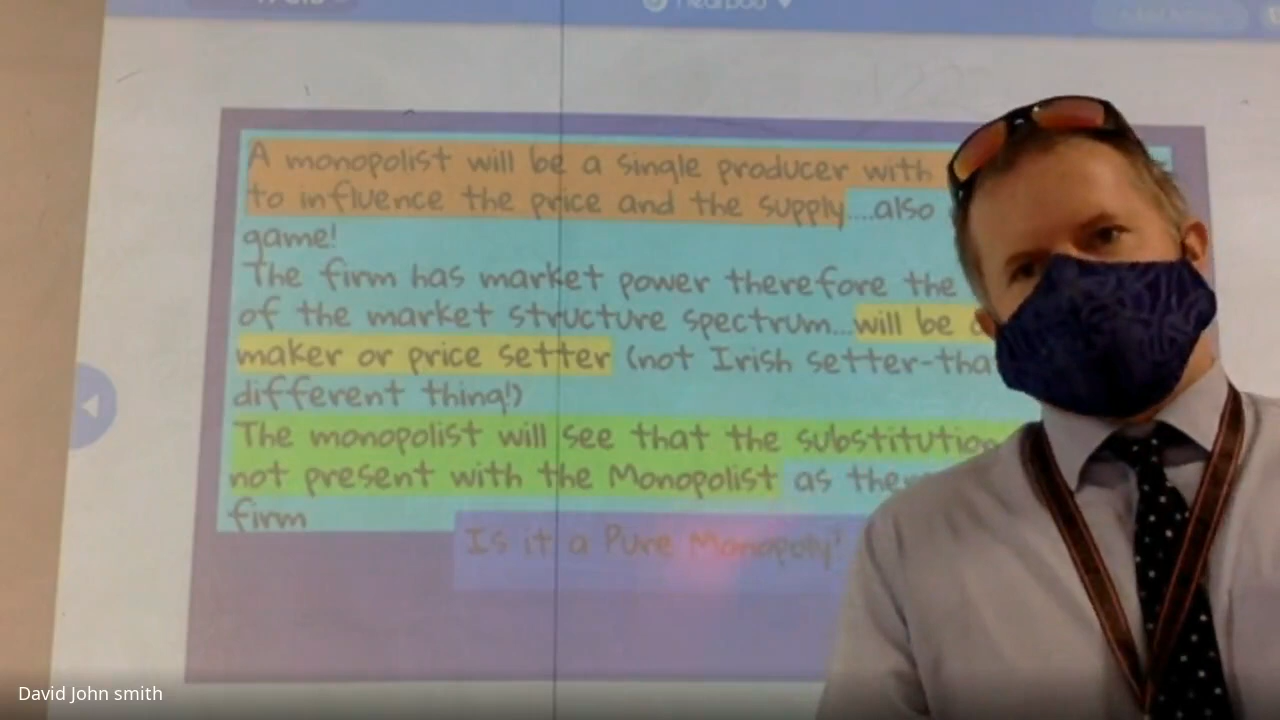 nearpod
A monopolist will be a single producer with
to influence the price and the supply....also
game!
The firm has market power therefore the
of the market structure spectrum...will be a
maker or price setter (not Irish setter-tha
different thing!)
The monopolist will see that the substitution
not present with the Monopolist as the
firm
Is it a Pure Monopoly?
David John smith